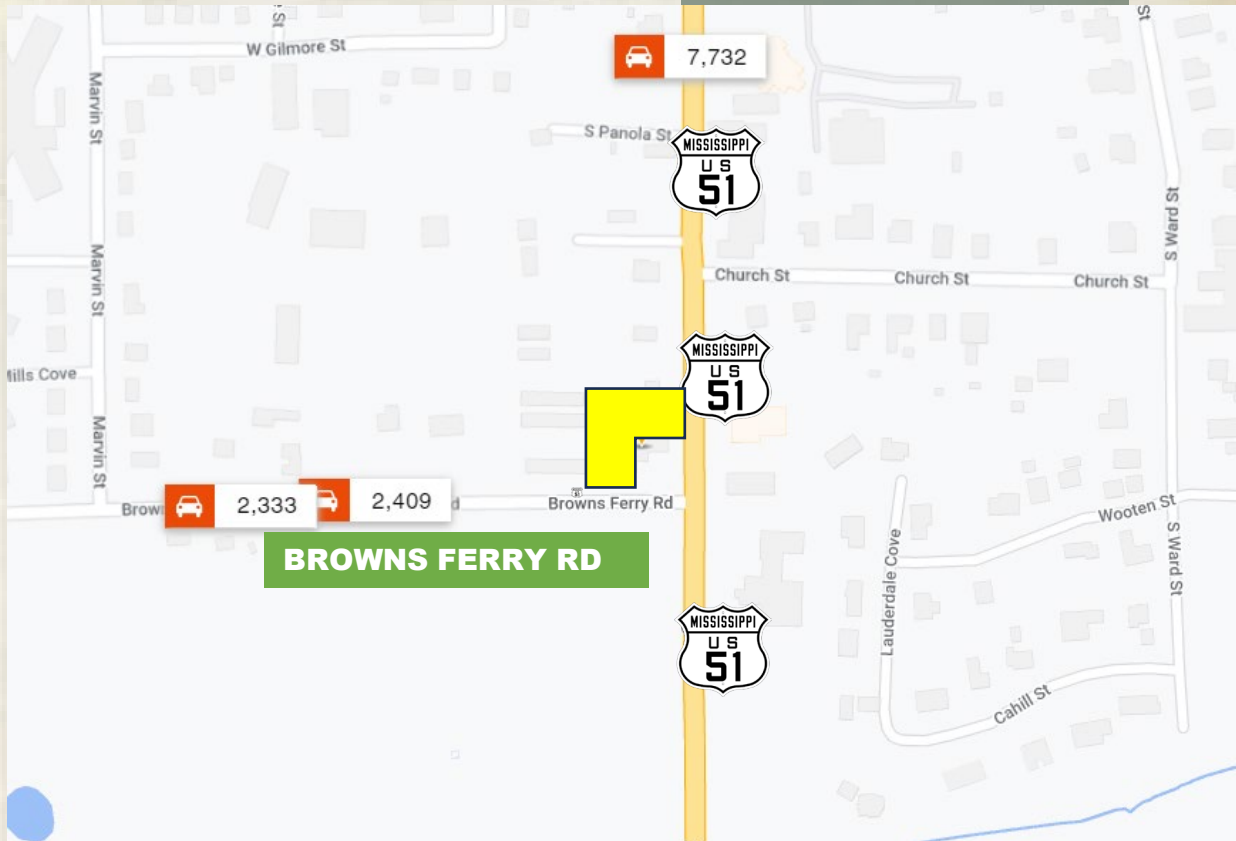 St
St
W Gilmore St
7,732
Marvin St
S Panola St
MISSISSIPPI
US
51
S Ward St
Marvin St
Church St
Church St
Church St
MISSISSIPPI
US
51
Mills Cove
Marvin St
2,333
2,409
Browns Ferry Rd
Wooten St
BROWNS FERRY RD
S Ward St
Lauderdale Cove
MISSISSIPPI
US
51
Cahill St